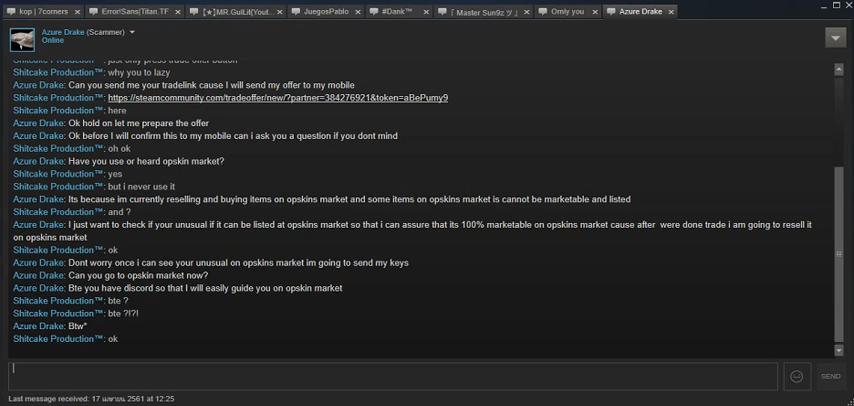 kop | 7corners
Error!Sans|Titan.TF
【★】MR.GuiLit(Yout...
JuegosPablo
#Dank™
「 Master Sun9z ツ 」
Ornly you
Azure Drake
Azure Drake (Scammer)
Online
Shitcake Production™: just only press trade offer button
Shitcake Production™: why you to lazy
Azure Drake: Can you send me your tradelink cause I will send my offer to my mobile
Shitcake Production™: https://steamcommunity.com/tradeoffer/new/?partner=384276921&token=aBePumy9
Shitcake Production™: here
Azure Drake: Ok hold on let me prepare the offer
Azure Drake: Ok before I will confirm this to my mobile can i ask you a question if you dont mind
Shitcake Production™: oh ok
Azure Drake: Have you use or heard opskin market?
Shitcake Production™: yes
Shitcake Production™: but i never use it
Azure Drake: Its because im currently reselling and buying items on opskins market and some items on opskins market is cannot be marketable and listed
Shitcake Production™: and ?
Azure Drake: I just want to check if your unusual if it can be listed at opskins market so that i can assure that its 100% marketable on opskins market cause after  were done trade i am going to resell it
on opskins market
Shitcake Production™: ok
Azure Drake: Dont worry once i can see your unusual on opskins market im going to send my keys
Azure Drake: Can you go to opskin market now?
Azure Drake: Bte you have discord so that I will easily guide you on opskin market
Shitcake Production™: bte ?
Shitcake Production™: bte ?!?!
Azure Drake: Btw*
Shitcake Production™: ok
SEND
Last message received: 17 เมษายน 2561 at 12:25